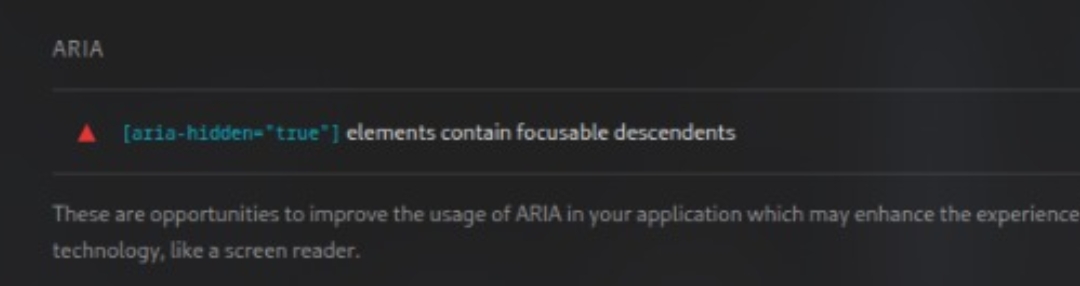 ARIA
[aria-hidden="true"] elements contain focusable descendents
These are opportunities to improve the usage of ARIA in your application which may enhance the experience
technology, like a screen reader.